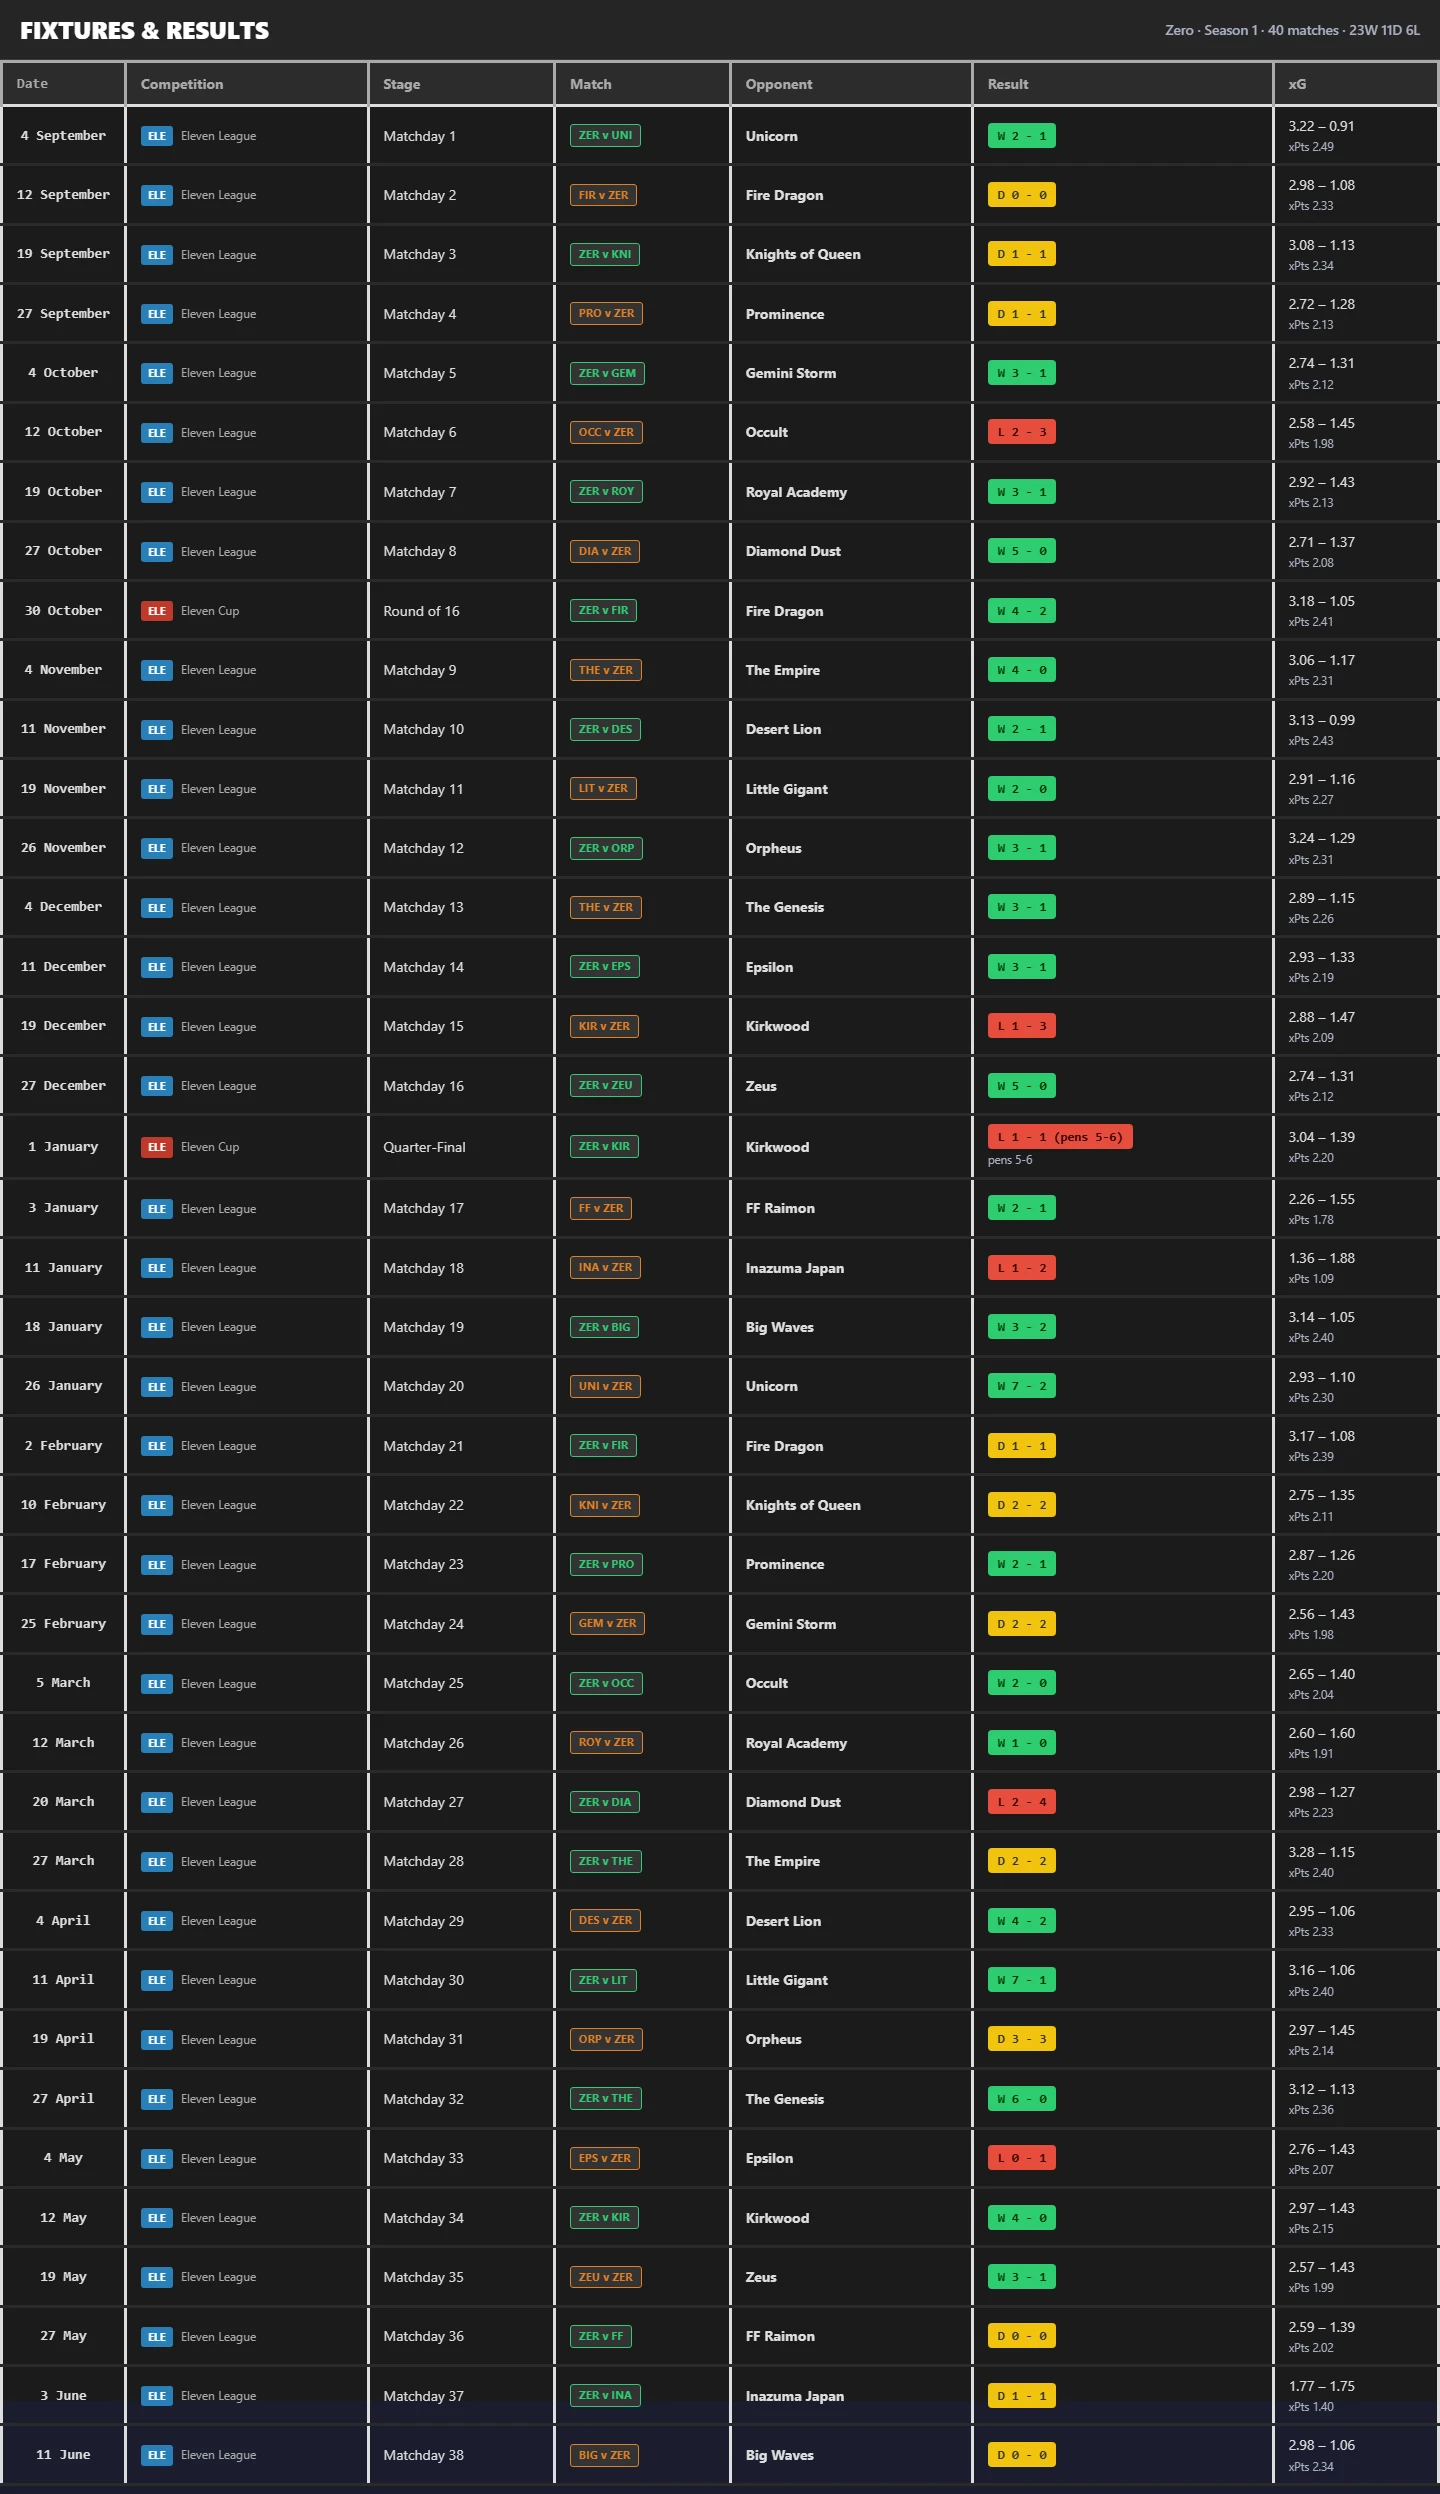 FIXTURES & RESULTS
Zero · Season 1 · 40 matches · 23W 11D 6L
Date Competition Stage Match Opponent Result xG
4 September ELE Eleven League Matchday 1 ZER v UNI Unicorn W 2 - 1 3.22 – 0.91
xPts 2.49
12 September ELE Eleven League Matchday 2 FIR v ZER Fire Dragon D 0 - 0 2.98 – 1.08
xPts 2.33
19 September ELE Eleven League Matchday 3 ZER v KNI Knights of Queen D 1 - 1 3.08 – 1.13
xPts 2.34
27 September ELE Eleven League Matchday 4 PRO v ZER Prominence D 1 - 1 2.72 – 1.28
xPts 2.13
4 October ELE Eleven League Matchday 5 ZER v GEM Gemini Storm W 3 - 1 2.74 – 1.31
xPts 2.12
12 October ELE Eleven League Matchday 6 OCC v ZER Occult L 2 - 3 2.58 – 1.45
xPts 1.98
19 October ELE Eleven League Matchday 7 ZER v ROY Royal Academy W 3 - 1 2.92 – 1.43
xPts 2.13
27 October ELE Eleven League Matchday 8 DIA v ZER Diamond Dust W 5 - 0 2.71 – 1.37
xPts 2.08
30 October ELE Eleven Cup Round of 16 ZER v FIR Fire Dragon W 4 - 2 3.18 – 1.05
xPts 2.41
4 November ELE Eleven League Matchday 9 THE v ZER The Empire W 4 - 0 3.06 – 1.17
xPts 2.31
11 November ELE Eleven League Matchday 10 ZER v DES Desert Lion W 2 - 1 3.13 – 0.99
xPts 2.43
19 November ELE Eleven League Matchday 11 LIT v ZER Little Gigant W 2 - 0 2.91 – 1.16
xPts 2.27
26 November ELE Eleven League Matchday 12 ZER v ORP Orpheus W 3 - 1 3.24 – 1.29
xPts 2.31
4 December ELE Eleven League Matchday 13 THE v ZER The Genesis W 3 - 1 2.89 – 1.15
xPts 2.26
11 December ELE Eleven League Matchday 14 ZER v EPS Epsilon W 3 - 1 2.93 – 1.33
xPts 2.19
19 December ELE Eleven League Matchday 15 KIR v ZER Kirkwood L 1 - 3 2.88 – 1.47
xPts 2.09
27 December ELE Eleven League Matchday 16 ZER v ZEU Zeus W 5 - 0 2.74 – 1.31
xPts 2.12
1 January ELE Eleven Cup Quarter-Final ZER v KIR Kirkwood L 1 - 1 (pens 5-6) 3.04 – 1.39
pens 5-6 xPts 2.20
3 January ELE Eleven League Matchday 17 FF v ZER FF Raimon W 2 - 1 2.26 – 1.55
xPts 1.78
11 January ELE Eleven League Matchday 18 INA v ZER Inazuma Japan L 1 - 2 1.36 – 1.88
xPts 1.09
18 January ELE Eleven League Matchday 19 ZER v BIG Big Waves W 3 - 2 3.14 – 1.05
xPts 2.40
26 January ELE Eleven League Matchday 20 UNI v ZER Unicorn W 7 - 2 2.93 – 1.10
xPts 2.30
2 February ELE Eleven League Matchday 21 ZER v FIR Fire Dragon D 1 - 1 3.17 – 1.08
xPts 2.39
10 February ELE Eleven League Matchday 22 KNI v ZER Knights of Queen D 2 - 2 2.75 – 1.35
xPts 2.11
17 February ELE Eleven League Matchday 23 ZER v PRO Prominence W 2 - 1 2.87 – 1.26
xPts 2.20
25 February ELE Eleven League Matchday 24 GEM v ZER Gemini Storm D 2 - 2 2.56 – 1.43
xPts 1.98
5 March ELE Eleven League Matchday 25 ZER v OCC Occult W 2 - 0 2.65 – 1.40
xPts 2.04
12 March ELE Eleven League Matchday 26 ROY v ZER Royal Academy W 1 - 0 2.60 – 1.60
xPts 1.91
20 March ELE Eleven League Matchday 27 ZER v DIA Diamond Dust L 2 - 4 2.98 – 1.27
xPts 2.23
27 March ELE Eleven League Matchday 28 ZER v THE The Empire D 2 - 2 3.28 – 1.15
xPts 2.40
4 April ELE Eleven League Matchday 29 DES v ZER Desert Lion W 4 - 2 2.95 – 1.06
xPts 2.33
11 April ELE Eleven League Matchday 30 ZER v LIT Little Gigant W 7 - 1 3.16 – 1.06
xPts 2.40
19 April ELE Eleven League Matchday 31 ORP v ZER Orpheus D 3 - 3 2.97 – 1.45
xPts 2.14
27 April ELE Eleven League Matchday 32 ZER v THE The Genesis W 6 - 0 3.12 – 1.13
xPts 2.36
4 May ELE Eleven League Matchday 33 EPS v ZER Epsilon L 0 - 1 2.76 – 1.43
xPts 2.07
12 May ELE Eleven League Matchday 34 ZER v KIR Kirkwood W 4 - 0 2.97 – 1.43
xPts 2.15
19 May ELE Eleven League Matchday 35 ZEU v ZER Zeus W 3 - 1 2.57 – 1.43
xPts 1.99
27 May ELE Eleven League Matchday 36 ZER v FF FF Raimon D 0 - 0 2.59 – 1.39
xPts 2.02
3 June ELE Eleven League Matchday 37 ZER v INA Inazuma Japan D 1 - 1 1.77 – 1.75
xPts 1.40
11 June ELE Eleven League Matchday 38 BIG v ZER Big Waves D 0 - 0 2.98 – 1.06
xPts 2.34